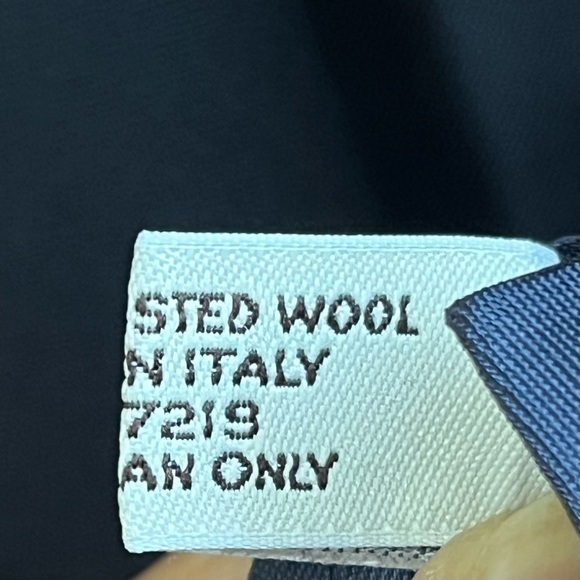 STED WOOL
N ITALY
7219
AN ONLY